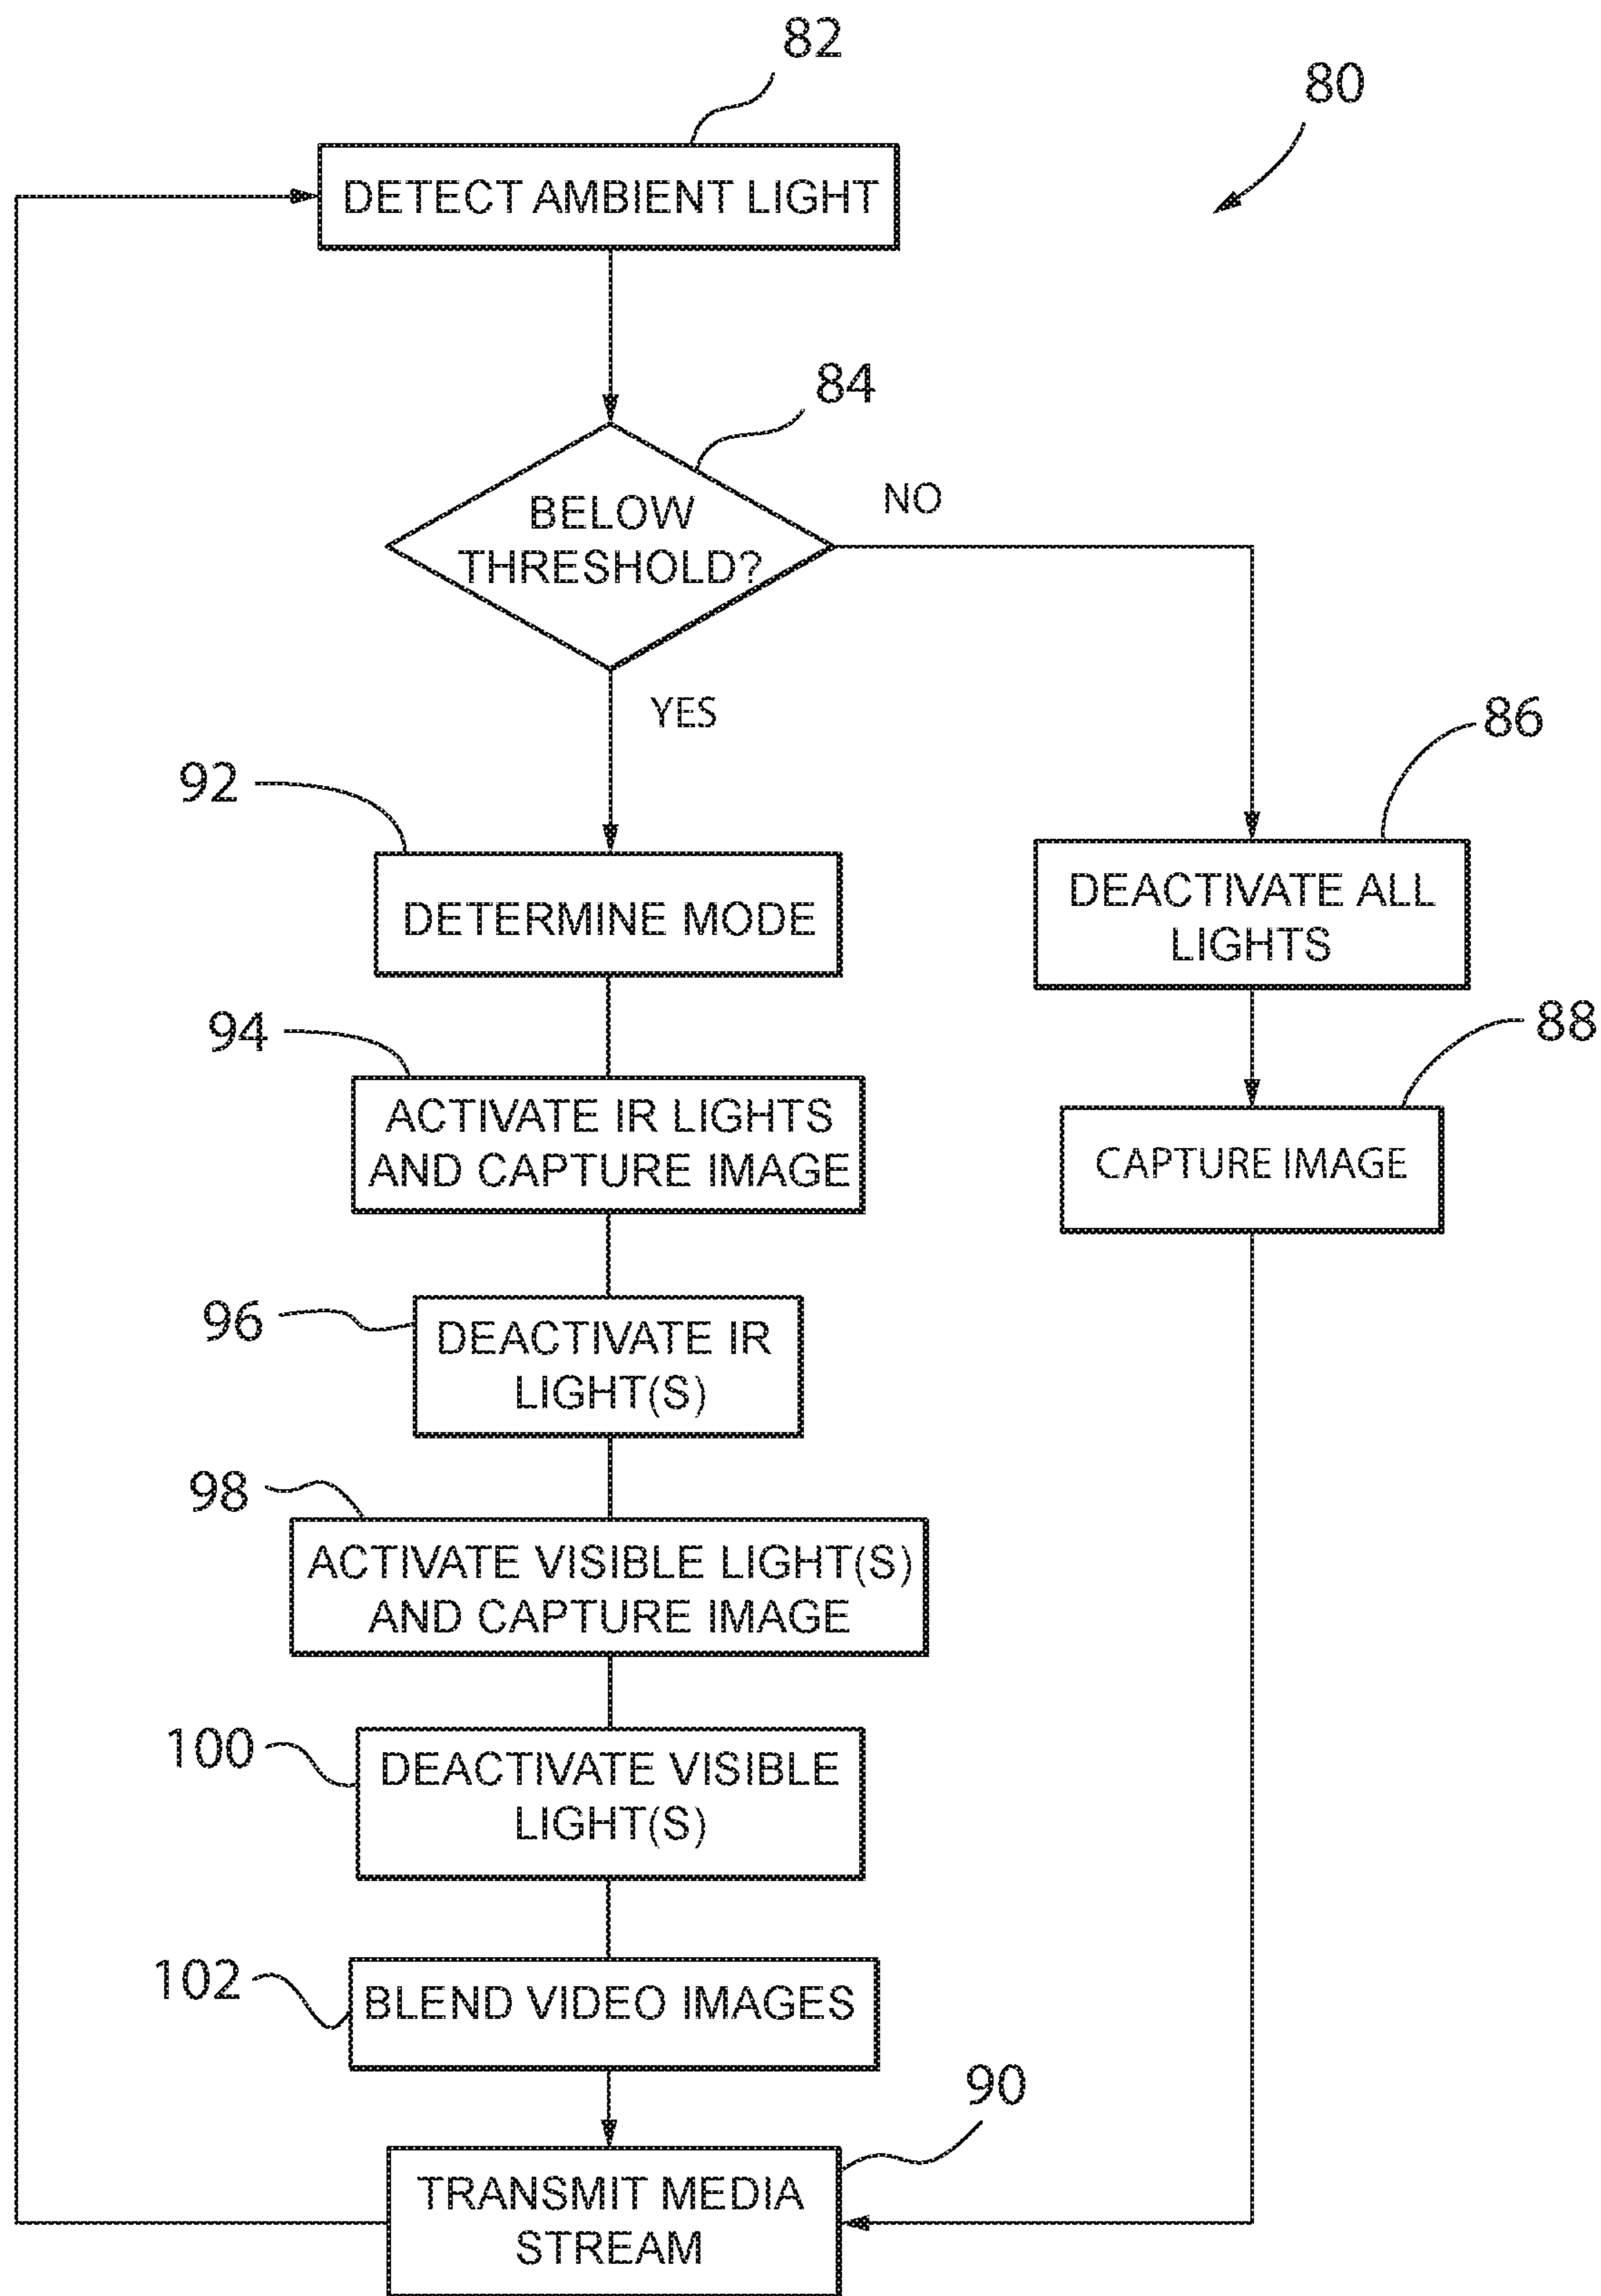 82
80
DETECT AMBIENT LIGHT
84
BELOW
THRESHOLD?
NO
YES
86
92
DEACTIVATE ALL
LIGHTS
DETERMINE MODE
94
88
ACTIVATE IR LIGHTS
AND CAPTURE IMAGE
CAPTURE IMAGE
96
DEACTIVATE IR
LIGHT(S)
98
ACTIVATE VISIBLE LIGHT(S)
AND CAPTURE IMAGE
100
DEACTIVATE VISIBLE
LIGHT(S)
102
BLEND VIDEO IMAGES
90
TRANSMIT MEDIA
STREAM